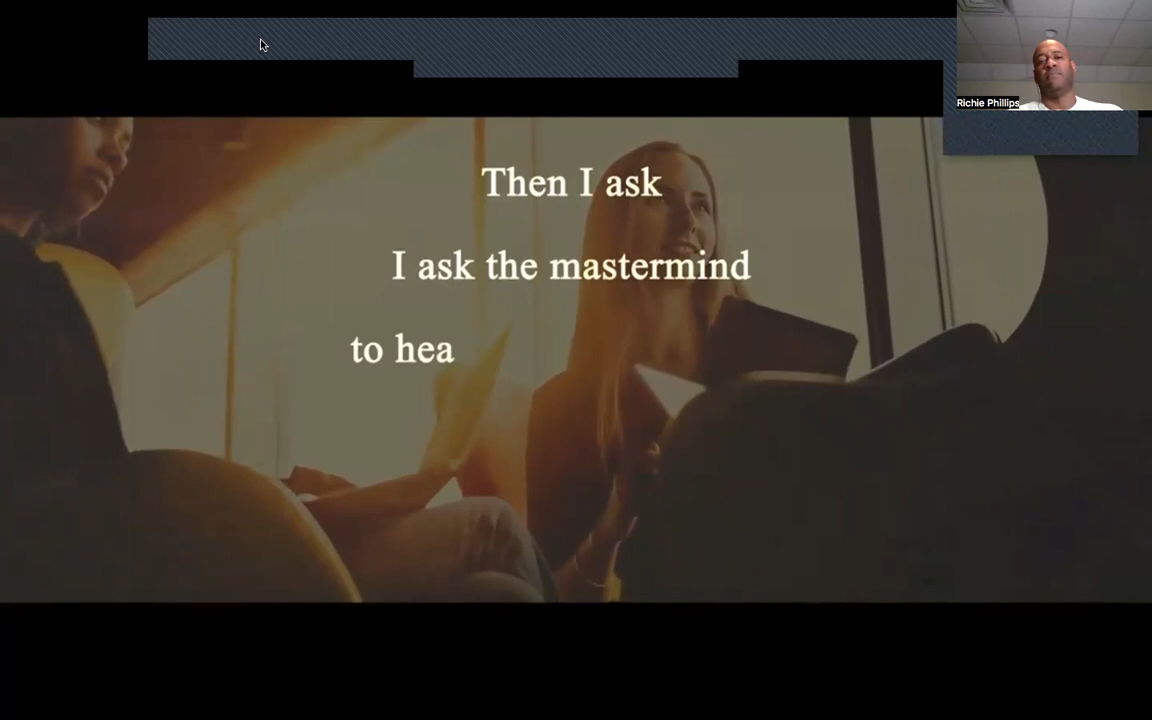 Richie Phillips
Then I ask
I ask the mastermind
to hea